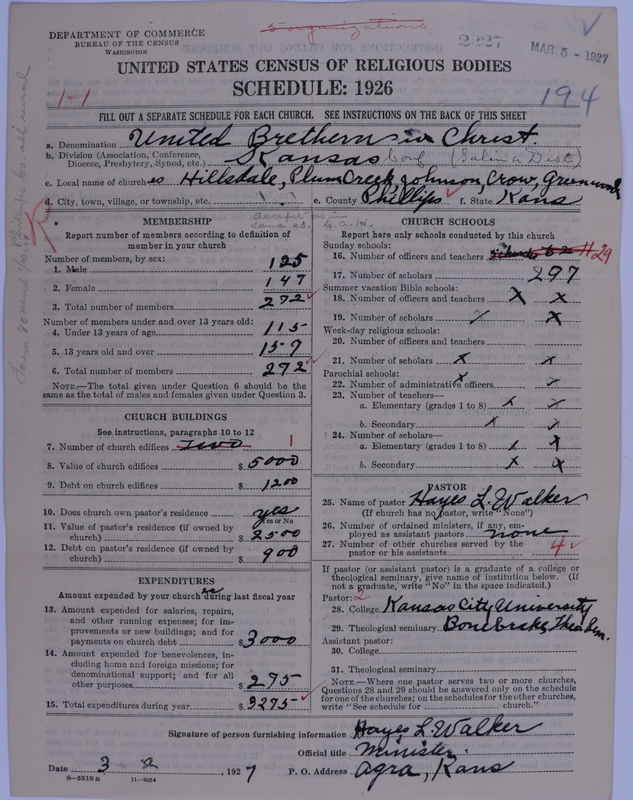 5 organizations
DEPARTMENT OF COMMERCE
BUREAU OF THE CENSUS
WASHINGTON
2227
MAR 5 - 1927
UNITED STATES CENSUS OF RELIGIOUS BODIES
SCHEDULE: 1926
1-1
194
FILL OUT A SEPARATE SCHEDULE FOR EACH CHURCH. SEE INSTRUCTIONS ON THE BACK OF THIS SHEET
a. Denomination United Brethern in Christ.
b. Division (Association, Conference, Diocese, Presbytery, Synod, etc.) Kansas Conf (Salina Dist)
c. Local name of church es Hillsdale, Plum Creek, Johnson, Crow, Greenwood
d. City, town, village, or township, etc. e. County Phillips f. State Kans
MEMBERSHIP
Report number of members according to definition of member in your church
Number of members, by sex:
1. Male 125
2. Female 147
3. Total number of members 272
Number of members under and over 13 years old:
4. Under 13 years of age 115
5. 13 years old and over 159
6. Total number of members 272
NOTE.—The total given under Question 6 should be the same as the total of males and females given under Question 3.
CHURCH BUILDINGS
See instructions, paragraphs 10 to 12
7. Number of church edifices Two 1
8. Value of church edifices $ 5000
9. Debt on church edifices $ 1200
10. Does church own pastor's residence yes
Yes or No
11. Value of pastor's residence (if owned by church) $ 2500
12. Debt on pastor's residence (if owned by church) $ 900
EXPENDITURES
Amount expended by your church es during last fiscal year
13. Amount expended for salaries, repairs, and other running expenses; for improvements or new buildings; and for payments on church debt $ 3000
14. Amount expended for benevolences, including home and foreign missions; for denominational support; and for all other purposes $ 275
15. Total expenditures during year $ 3275
CHURCH SCHOOLS
Report here only schools conducted by this church
Sunday schools:
16. Number of officers and teachers 29
17. Number of scholars 297
Summer vacation Bible schools:
18. Number of officers and teachers x x
19. Number of scholars x x
Week-day religious schools:
20. Number of officers and teachers
21. Number of scholars x x
Parochial schools:
22. Number of administrative officers x x
23. Number of teachers—
a. Elementary (grades 1 to 8) x x
b. Secondary x x
24. Number of scholars—
a. Elementary (grades 1 to 8) x x
b. Secondary x x
PASTOR
25. Name of pastor Hayes L. Walker
(If church has no pastor, write "None")
26. Number of ordained ministers, if any, employed as assistant pastors none
27. Number of other churches served by the pastor or his assistants 4
If pastor (or assistant pastor) is a graduate of a college or theological seminary, give name of institution below. (If not a graduate, write "No" in the space indicated.)
Pastor: 2
28. College Kansas City University
29. Theological seminary Bonebrake Theo Sem.
Assistant pastor:
30. College
31. Theological seminary
NOTE.—Where one pastor serves two or more churches, Questions 28 and 29 should be answered only on the schedule for one of the churches; on the schedules for the other churches, write "See schedule for church."
Signature of person furnishing information Hayes L. Walker
Official title Minister.
Date 3 - 2, 1927 P. O. Address Agra, Kans
8-5518a 11-9054